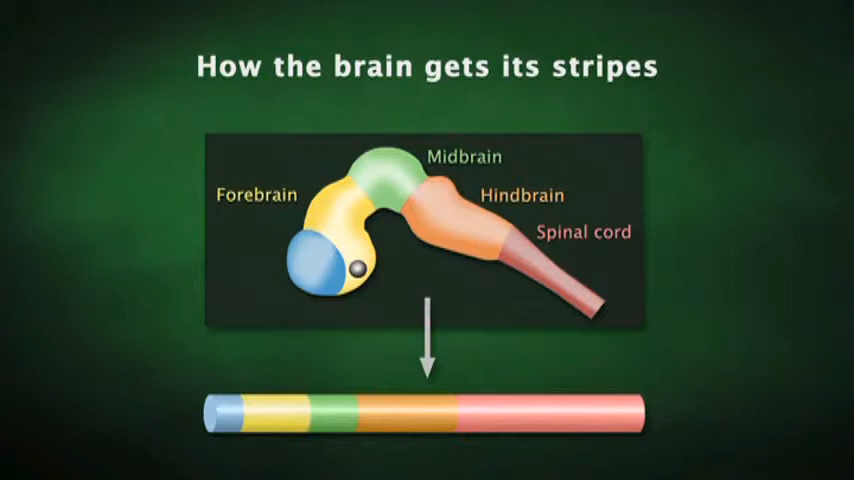 How the brain gets its stripes
Midbrain
Forebrain
Hindbrain
Spinal cord